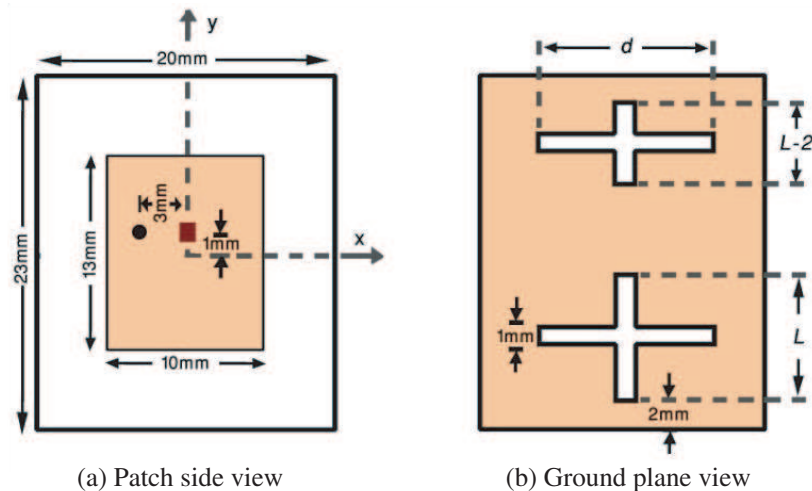 y
20mm
3mm
x
1mm
13mm
23mm
10mm
(a) Patch side view
d
L-2
1mm
L
2mm
(b) Ground plane view